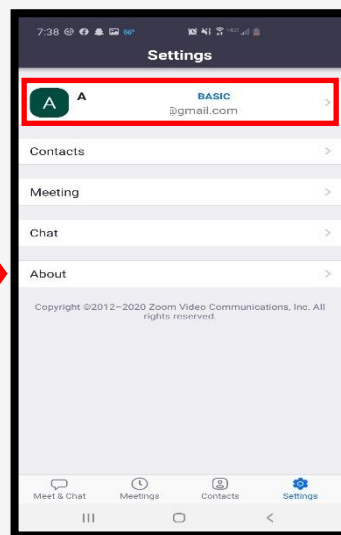 7:38 66°
Settings
A A BASIC
@gmail.com
Contacts
Meeting
Chat
About
Copyright ©2012-2020 Zoom Video Communications, Inc. All
rights reserved.
Meet & Chat Meetings Contacts Settings